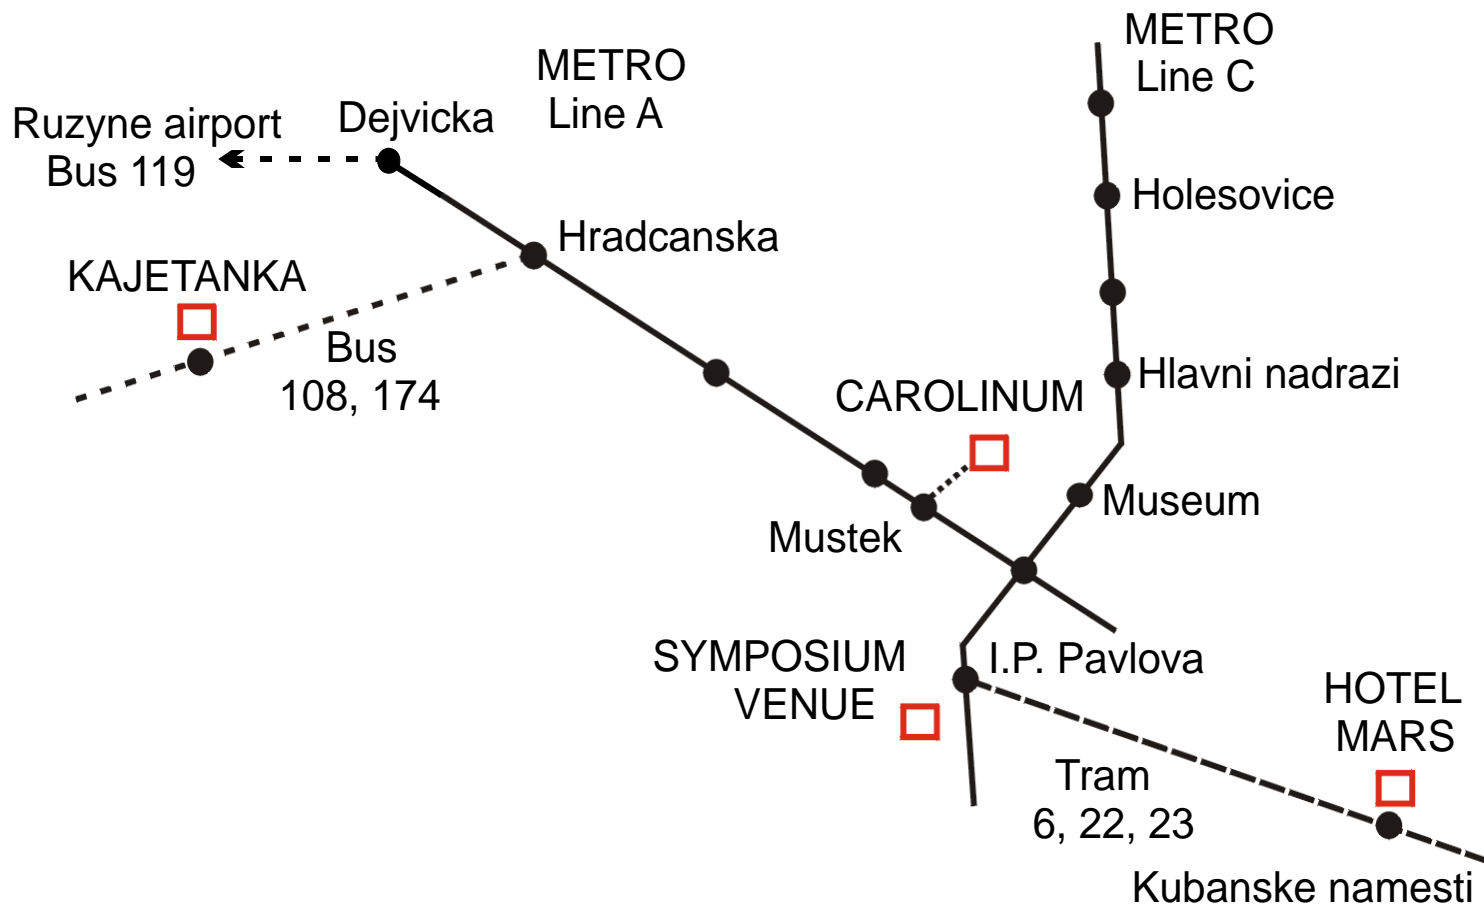 METRO
Line C
METRO
Line A
Ruzyne airport
Bus 119
Dejvicka
Holesovice
Hradcanska
KAJETANKA
Bus
108, 174
Hlavni nadrazi
CAROLINUM
Museum
Mustek
SYMPOSIUM
VENUE
I.P. Pavlova
HOTEL
MARS
Tram
6, 22, 23
Kubanske namesti